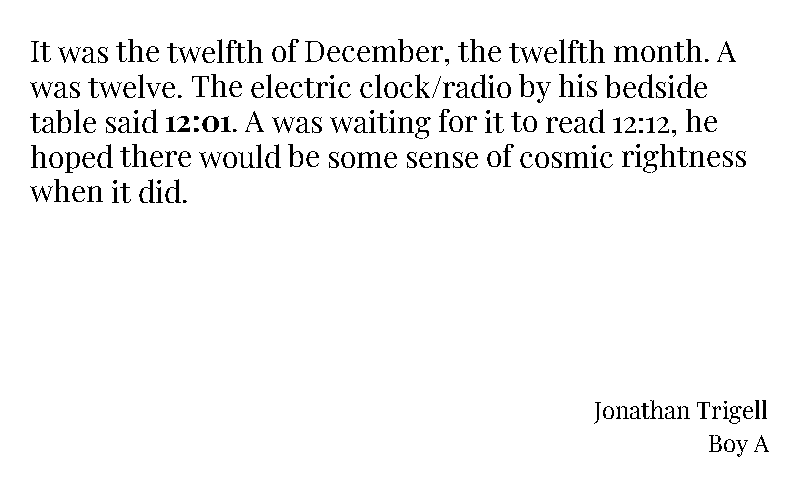 It was the twelfth of December, the twelfth month. A
was twelve. The electric clock/radio by his bedside
table said 12:01. A was waiting for it to read 12:12, he
hoped there would be some sense of cosmic rightness
when it did.
Jonathan Trigell
Boy A